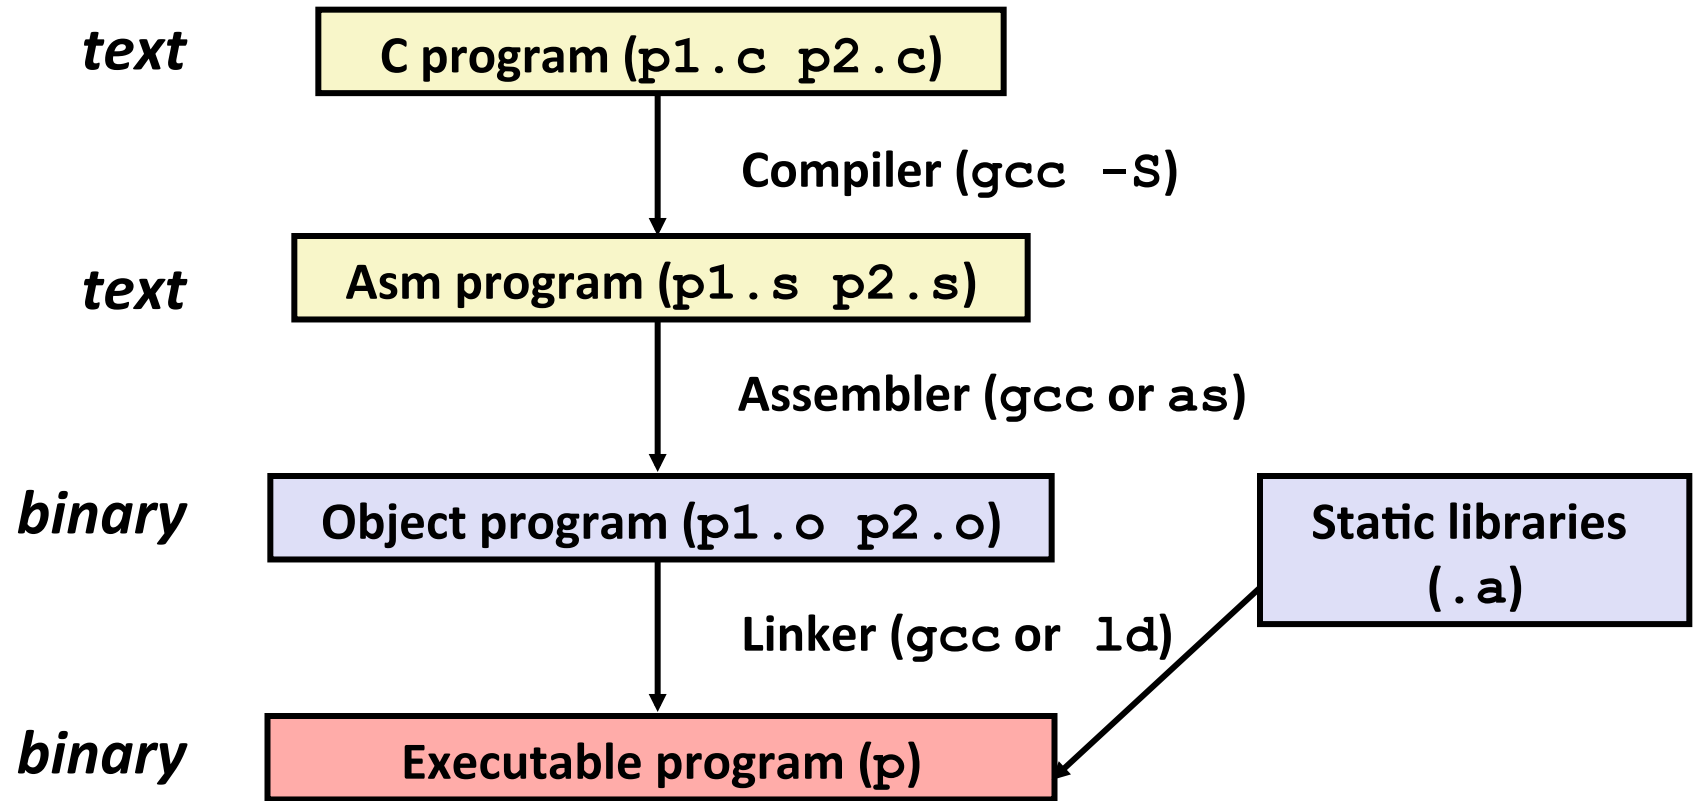 text
C program (p1.c p2.c)
Compiler (gcc -S)
text
Asm program (p1.s p2.s)
Assembler (gcc or as)
binary
Object program (p1.o p2.o)
Static libraries
(.a)
Linker (gcc or ld)
binary
Executable program (p)